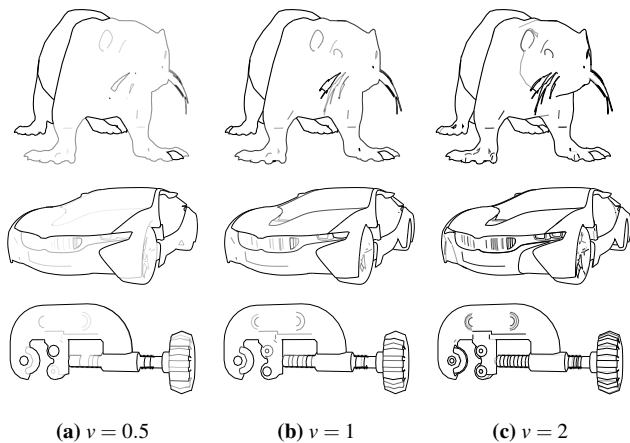 (a) v = 0.5 (b) v = 1 (c) v = 2